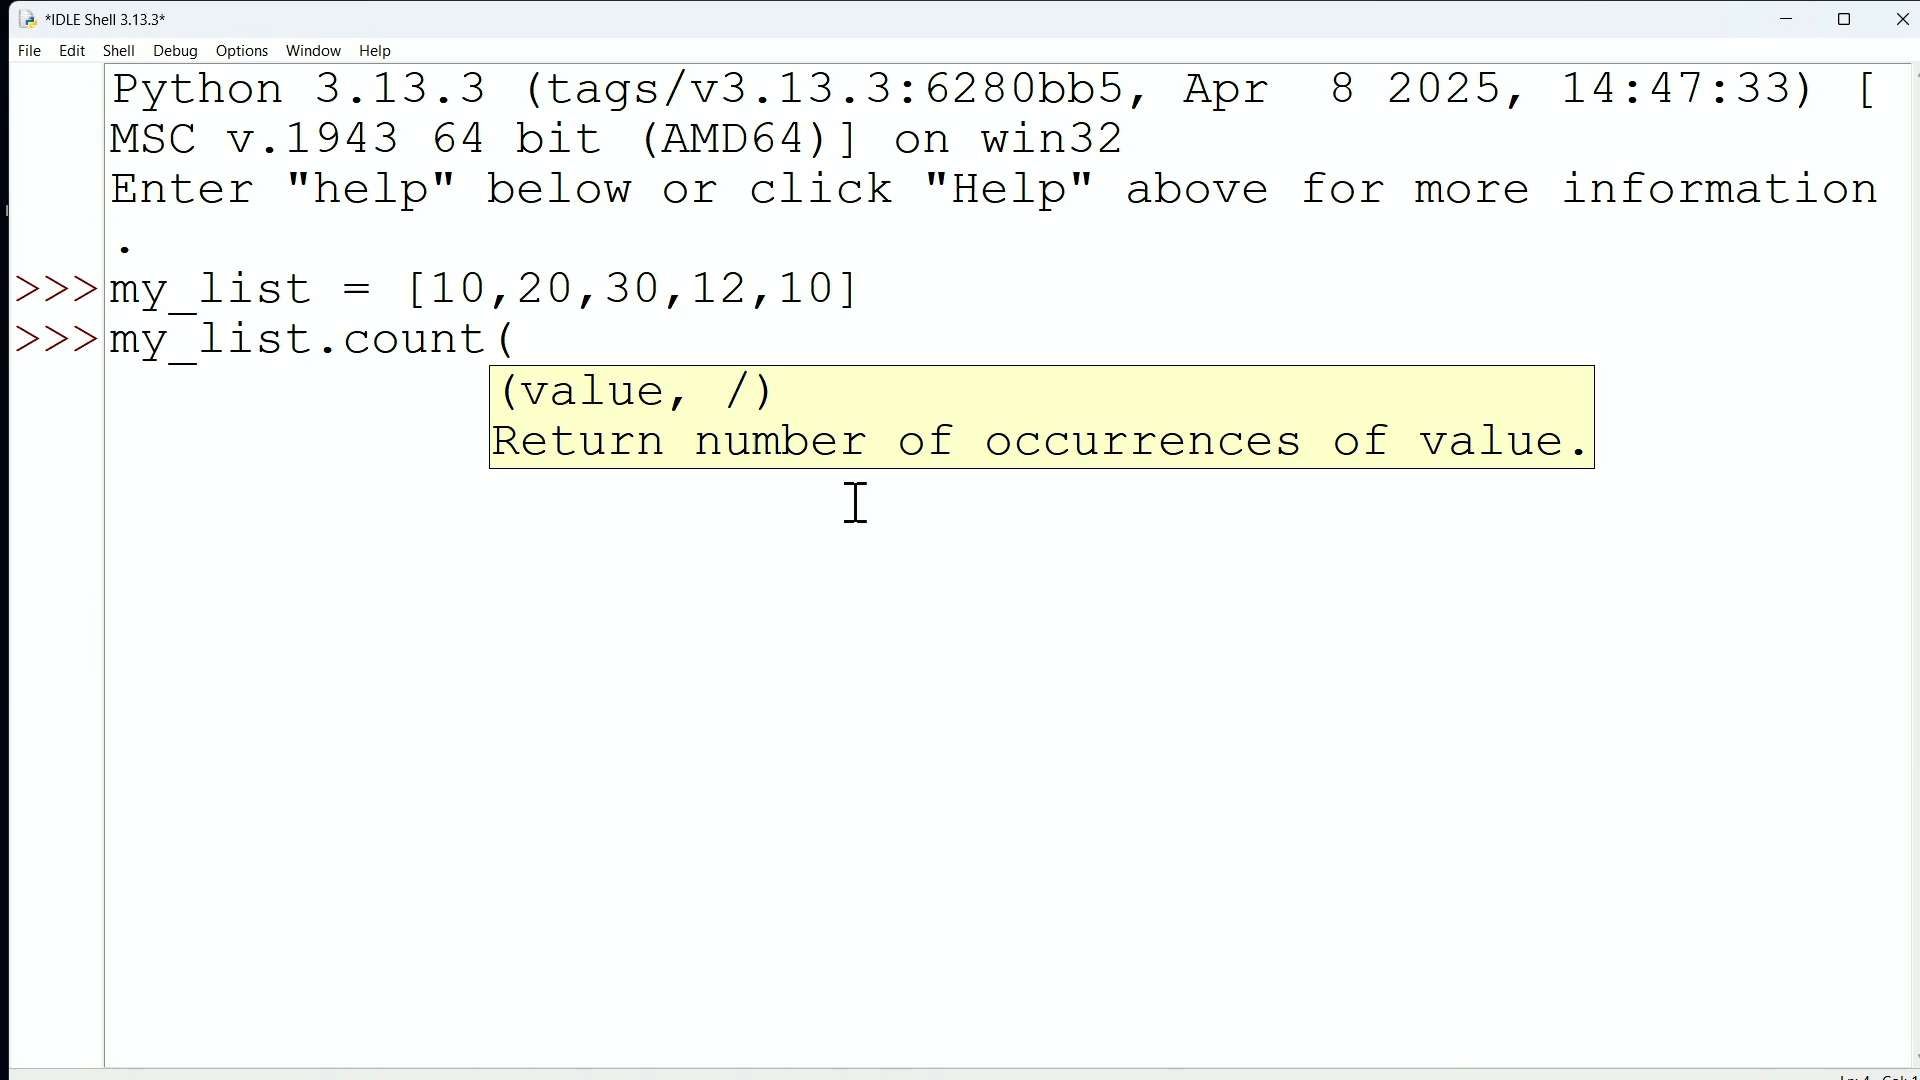 *IDLE Shell 3.13.3*
File Edit Shell Debug Options Window Help
Python 3.13.3 (tags/v3.13.3:6280bb5, Apr  8 2025, 14:47:33) [
MSC v.1943 64 bit (AMD64)] on win32
Enter "help" below or click "Help" above for more information
.
>>> my_list = [10,20,30,12,10]
>>> my_list.count(
(value, /)
Return number of occurrences of value.